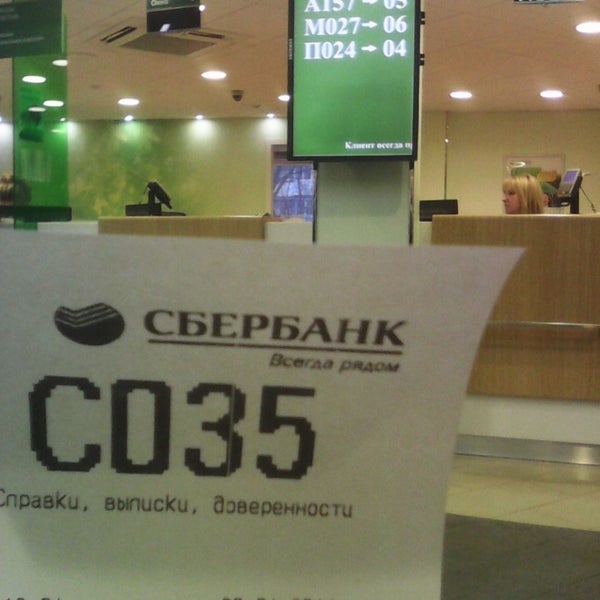 А157→05
М027→06
П024→04
Клиент всегда п
СБЕРБАНК
Всегда рядом
С035
Справки, выписки, доверенности